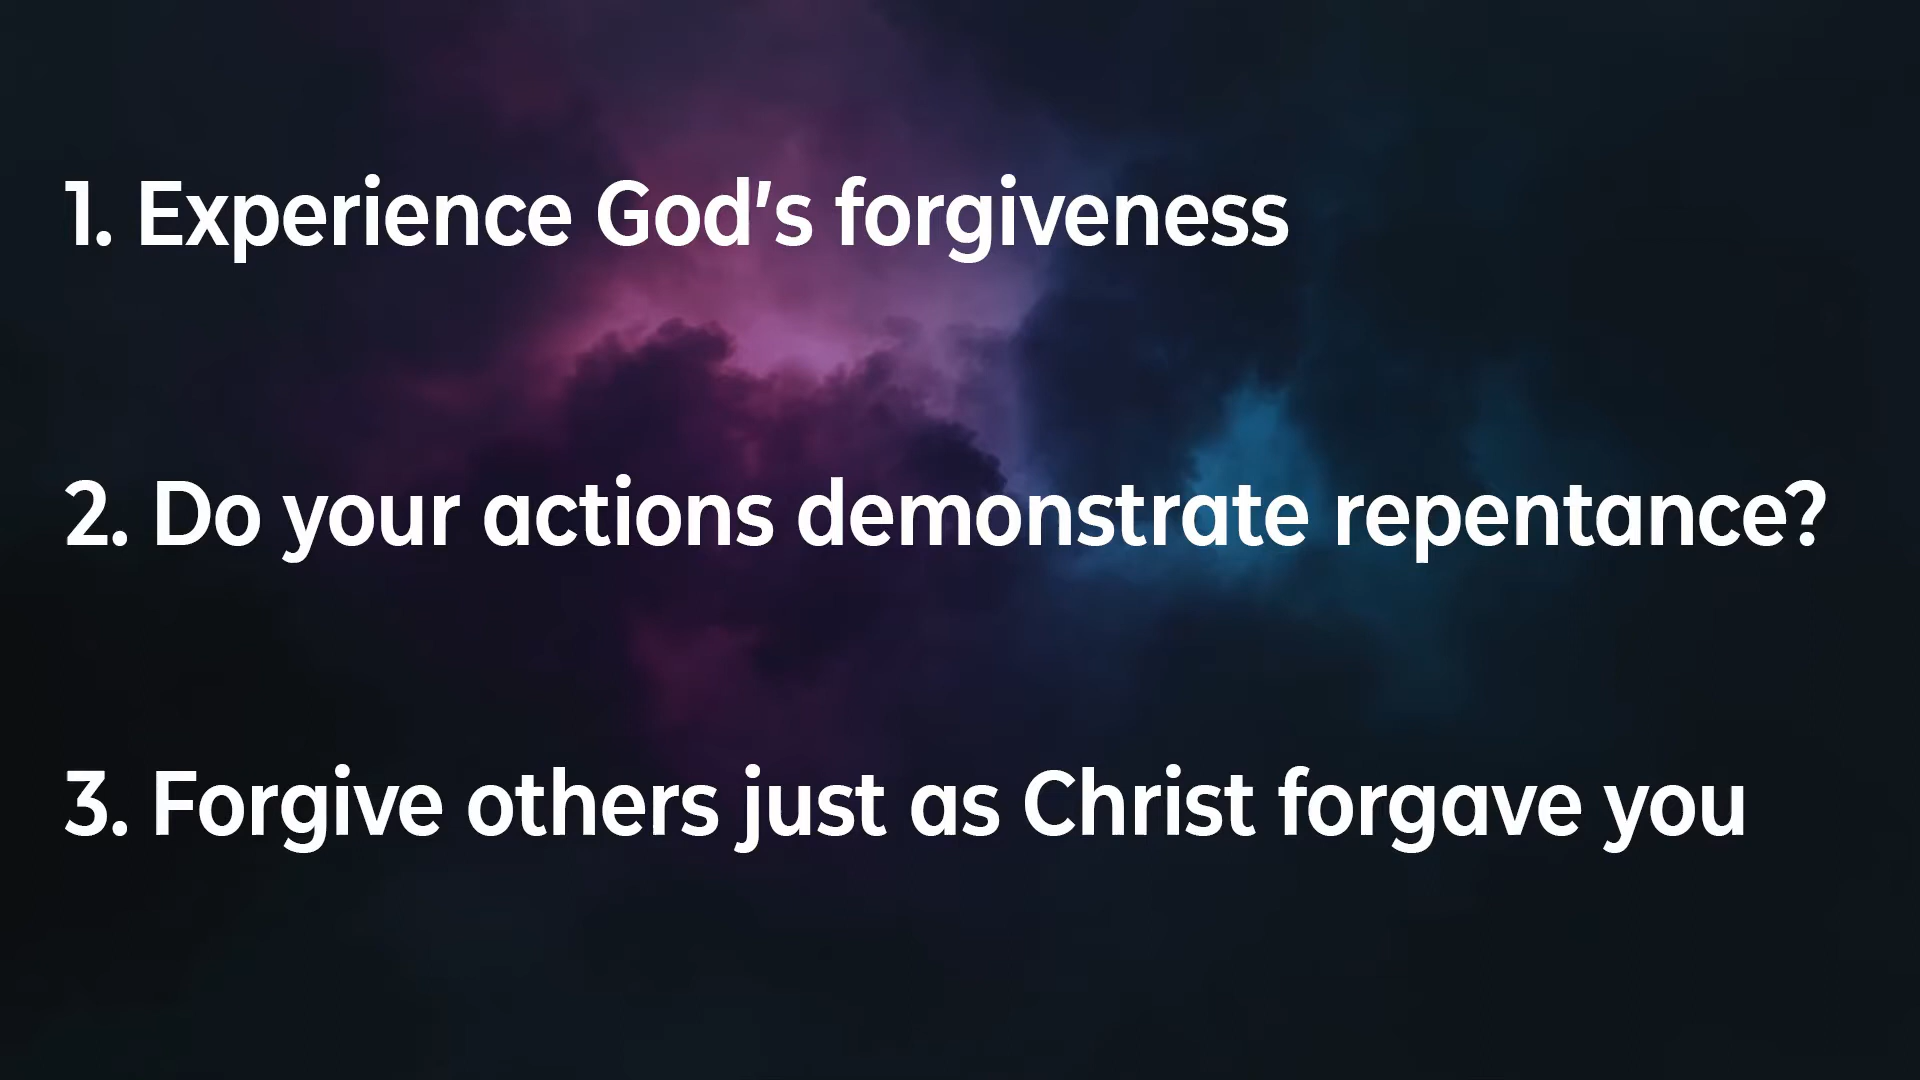 1. Experience God's forgiveness
2. Do your actions demonstrate repentance?
3. Forgive others just as Christ forgave you